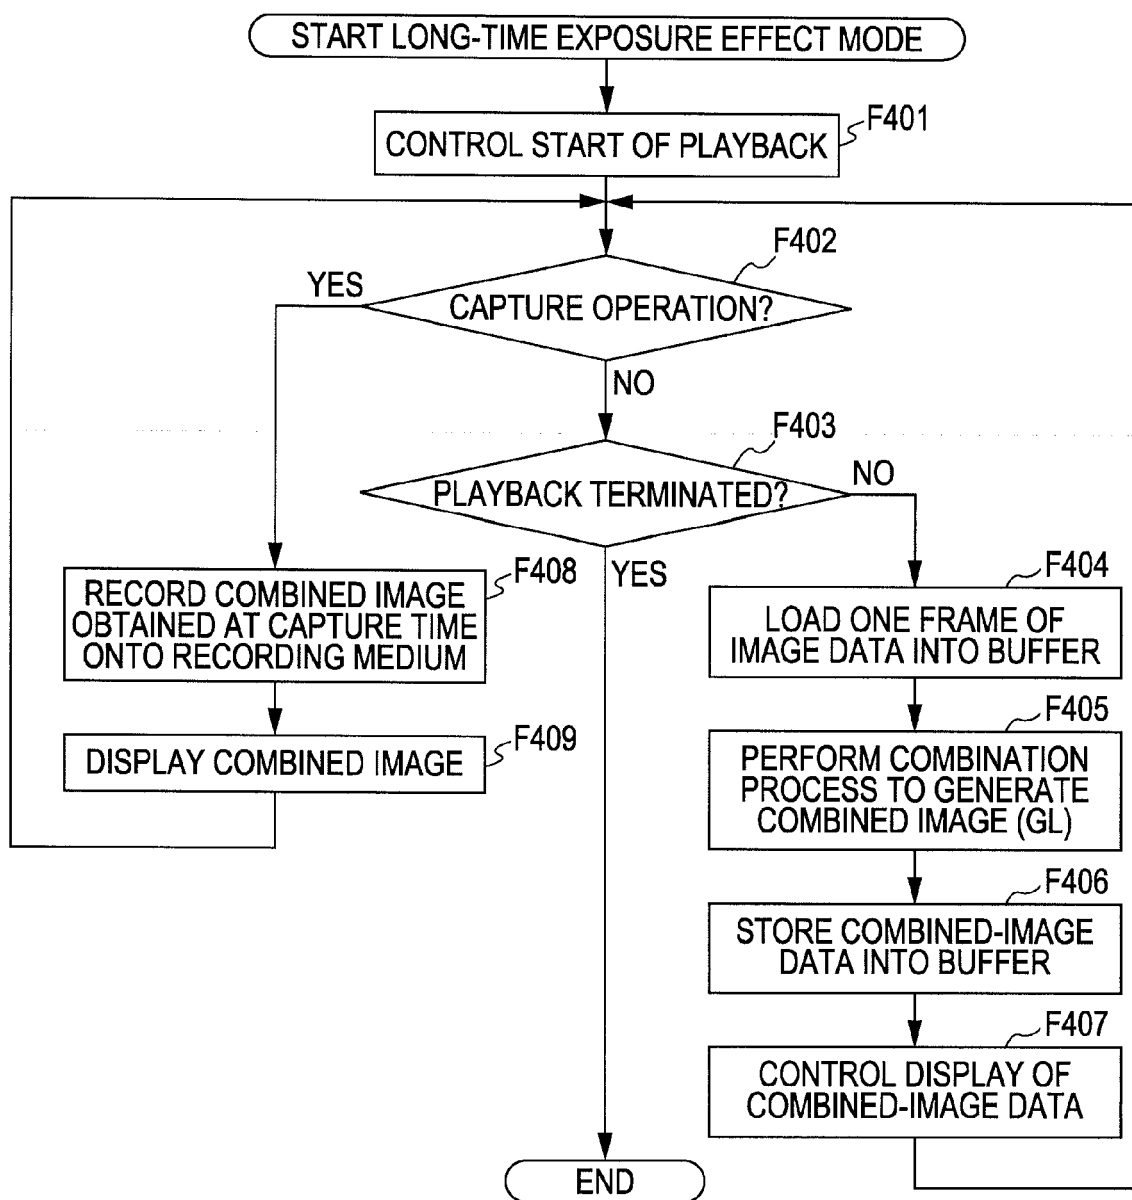 START LONG-TIME EXPOSURE EFFECT MODE
F401
CONTROL START OF PLAYBACK
F402
YES
CAPTURE OPERATION?
NO
F403
PLAYBACK TERMINATED?
NO
YES
F408
RECORD COMBINED IMAGE
OBTAINED AT CAPTURE TIME
ONTO RECORDING MEDIUM
F409
DISPLAY COMBINED IMAGE
F404
LOAD ONE FRAME OF
IMAGE DATA INTO BUFFER
F405
PERFORM COMBINATION
PROCESS TO GENERATE
COMBINED IMAGE (GL)
F406
STORE COMBINED-IMAGE
DATA INTO BUFFER
F407
CONTROL DISPLAY OF
COMBINED-IMAGE DATA
END